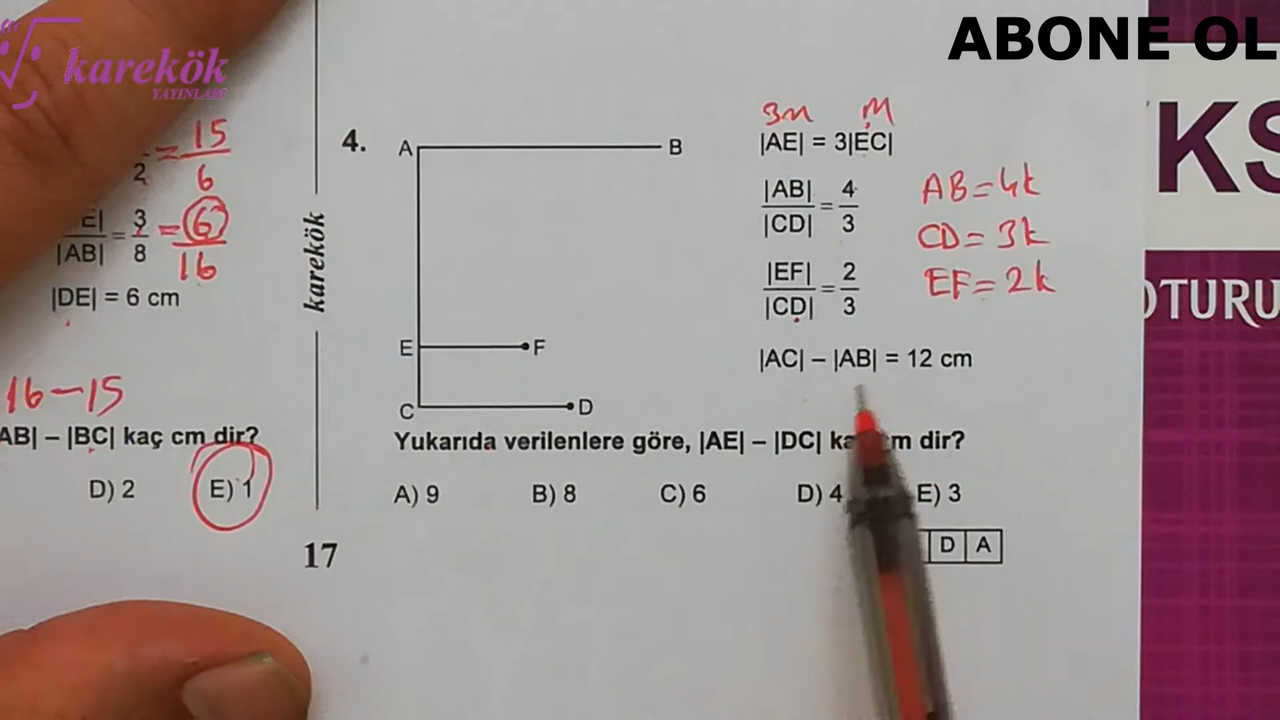 karekök
YAYINLARI
ABONE OL
KS
OTURU
15
2 = 6
|AB| = 3/8 = 6/16
|DE| = 6 cm
16-15
AB| – |BC| kaç cm dir?
D) 2 E) 1
karekök
17
4.
A B
E F
C D
3m m
|AE| = 3|EC|
|AB|/|CD| = 4/3
|EF|/|CD| = 2/3
|AC| – |AB| = 12 cm
AB=4k
CD=3k
EF=2k
Yukarıda verilenlere göre, |AE| – |DC| cm dir?
A) 9 B) 8 C) 6 D) 4 E) 3
D A